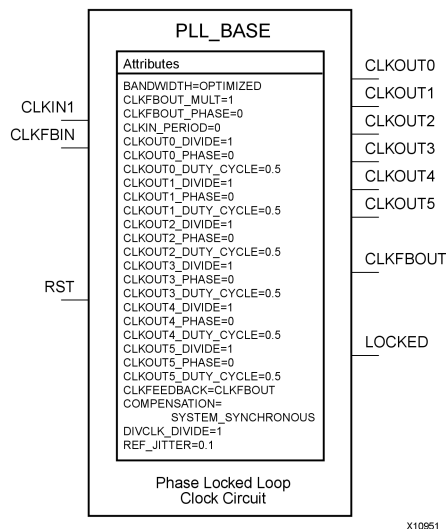 PLL_BASE
Attributes
BANDWIDTH=OPTIMIZED
CLKFBOUT_MULT=1
CLKFBOUT_PHASE=0
CLKIN_PERIOD=0
CLKOUT0_DIVIDE=1
CLKOUT0_PHASE=0
CLKOUT0_DUTY_CYCLE=0.5
CLKOUT1_DIVIDE=1
CLKOUT1_PHASE=0
CLKOUT1_DUTY_CYCLE=0.5
CLKOUT2_DIVIDE=1
CLKOUT2_PHASE=0
CLKOUT2_DUTY_CYCLE=0.5
CLKOUT3_DIVIDE=1
CLKOUT3_PHASE=0
CLKOUT3_DUTY_CYCLE=0.5
CLKOUT4_DIVIDE=1
CLKOUT4_PHASE=0
CLKOUT4_DUTY_CYCLE=0.5
CLKOUT5_DIVIDE=1
CLKOUT5_PHASE=0
CLKOUT5_DUTY_CYCLE=0.5
CLKFEEDBACK=CLKFBOUT
COMPENSATION=
SYSTEM_SYNCHRONOUS
DIVCLK_DIVIDE=1
REF_JITTER=0.1
CLKIN1
CLKFBIN
RST
CLKOUT0
CLKOUT1
CLKOUT2
CLKOUT3
CLKOUT4
CLKOUT5
CLKFBOUT
LOCKED
Phase Locked Loop
Clock Circuit
X10951